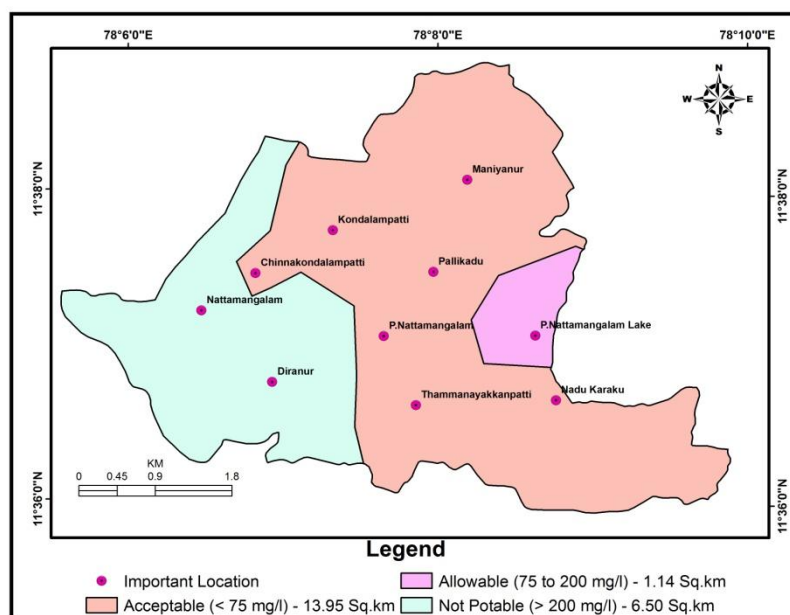 78°6'0"E 78°8'0"E 78°10'0"E
N
W E
S
11°38'0"N 11°38'0"N
Maniyanur
Kondalampatti
Chinnakondalampatti Pallikadu
Nattamangalam
P.Nattamangalam P.Nattamangalam Lake
Diranur
Thammanayakkanpatti Nadu Karaku
KM
0 0.45 0.9 1.8
11°36'0"N 11°36'0"N
Legend
Important Location Allowable (75 to 200 mg/l) - 1.14 Sq.km
Acceptable (< 75 mg/l) - 13.95 Sq.km Not Potable (> 200 mg/l) - 6.50 Sq.km